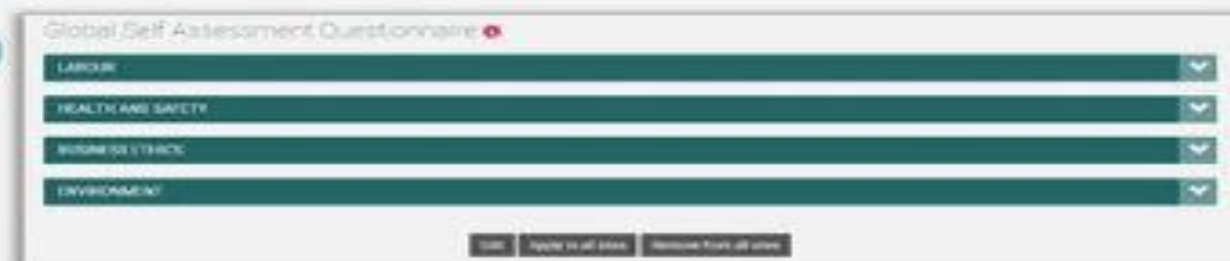 Global Self Assessment Questionnaire
LABOUR
HEALTH AND SAFETY
BUSINESS ETHICS
ENVIRONMENT
Edit Apply to all sites Remove from all sites